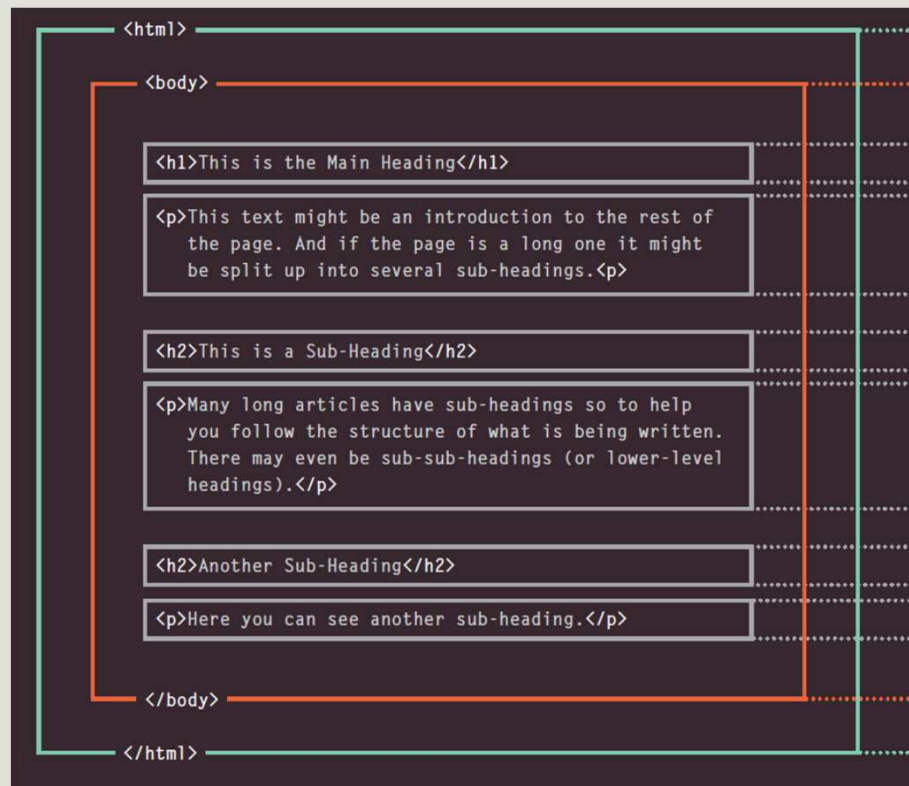 <html>
<body>
<h1>This is the Main Heading</h1>
<p>This text might be an introduction to the rest of
the page. And if the page is a long one it might
be split up into several sub-headings.<p>
<h2>This is a Sub-Heading</h2>
<p>Many long articles have sub-headings so to help
you follow the structure of what is being written.
There may even be sub-sub-headings (or lower-level
headings).</p>
<h2>Another Sub-Heading</h2>
<p>Here you can see another sub-heading.</p>
</body>
</html>